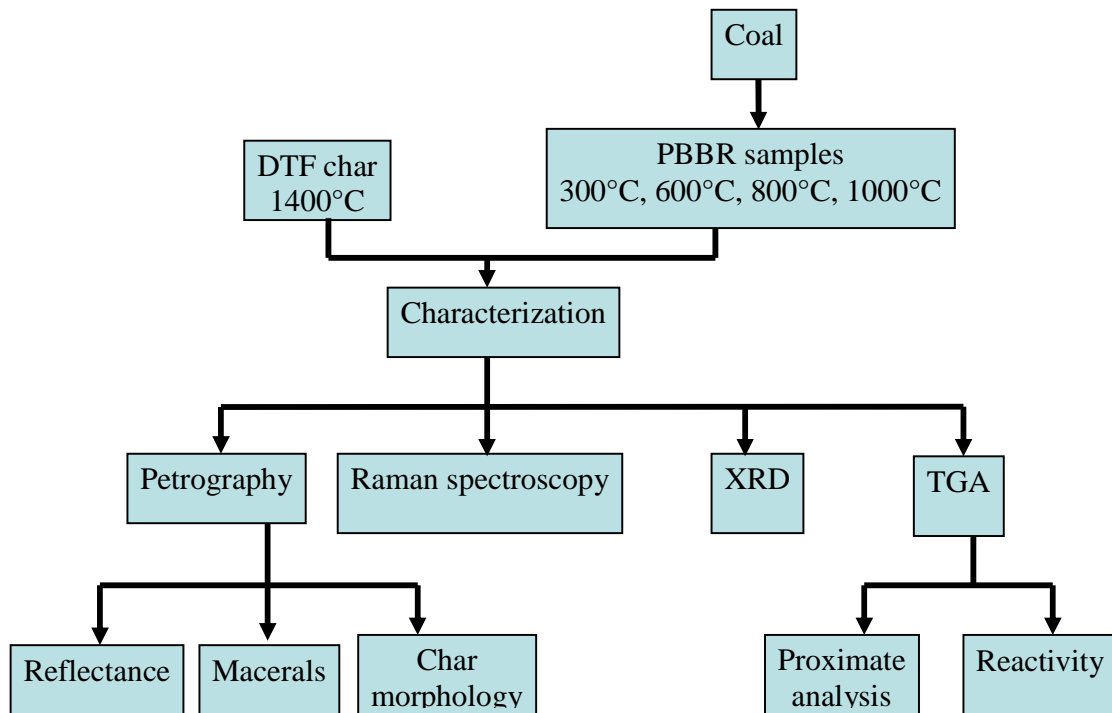 Coal
DTF char
1400°C
PBBR samples
300°C, 600°C, 800°C, 1000°C
Characterization
Petrography
Raman spectroscopy
XRD
TGA
Reflectance
Macerals
Char
morphology
Proximate
analysis
Reactivity